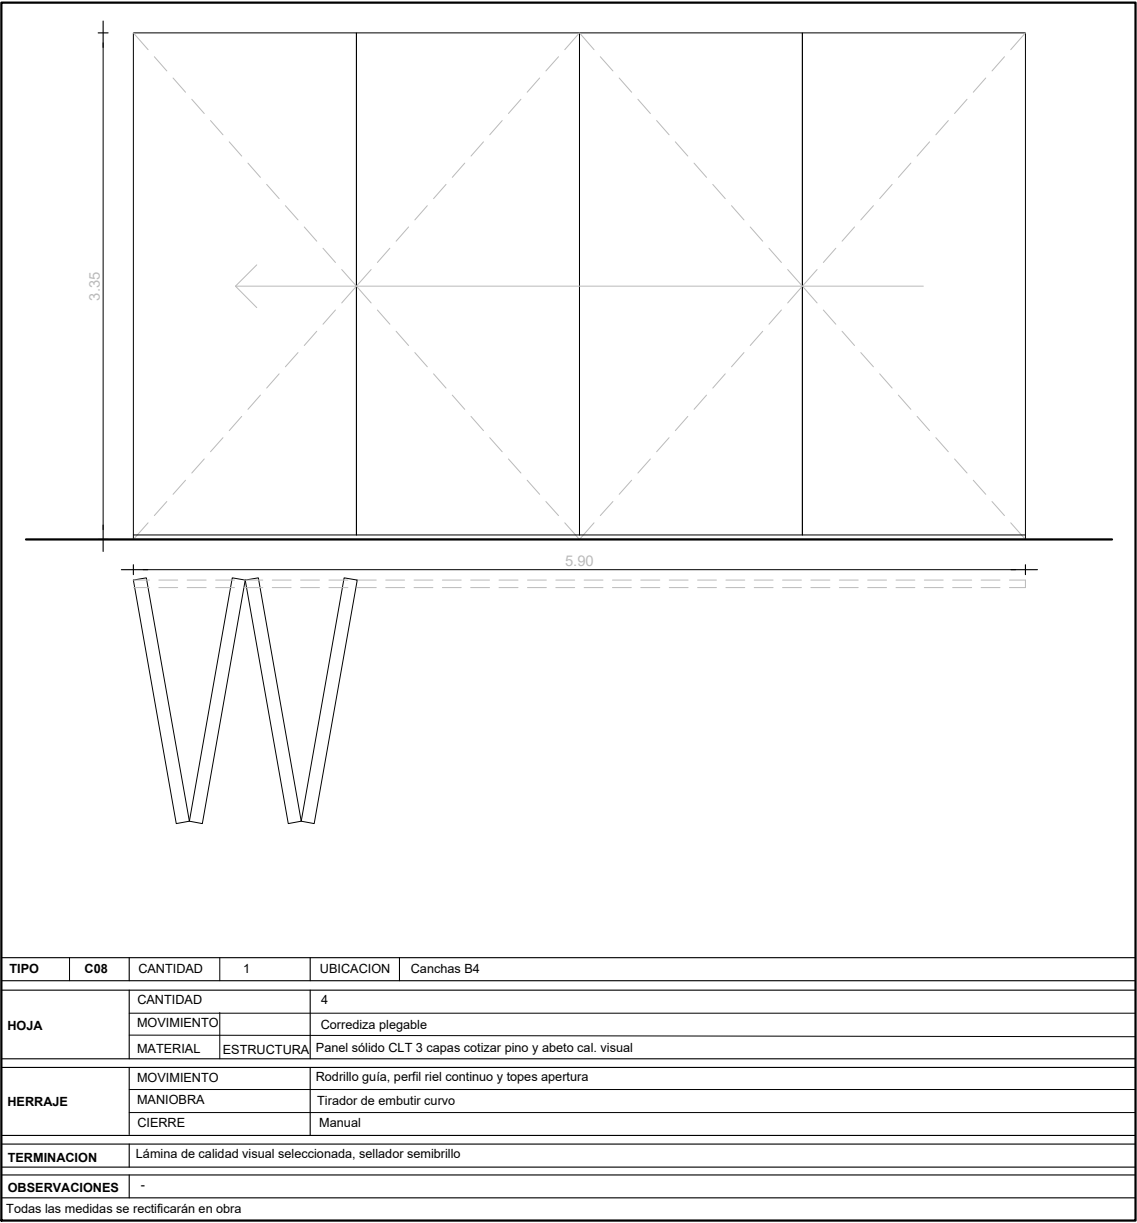 3.35
5.90
TIPO C08 CANTIDAD 1 UBICACION Canchas B4
HOJA
CANTIDAD 4
MOVIMIENTO Corrediza plegable
MATERIAL ESTRUCTURA Panel sólido CLT 3 capas cotizar pino y abeto cal. visual
HERRAJE
MOVIMIENTO Rodrillo guía, perfil riel continuo y topes apertura
MANIOBRA Tirador de embutir curvo
CIERRE Manual
TERMINACION Lámina de calidad visual seleccionada, sellador semibrillo
OBSERVACIONES -
Todas las medidas se rectificarán en obra